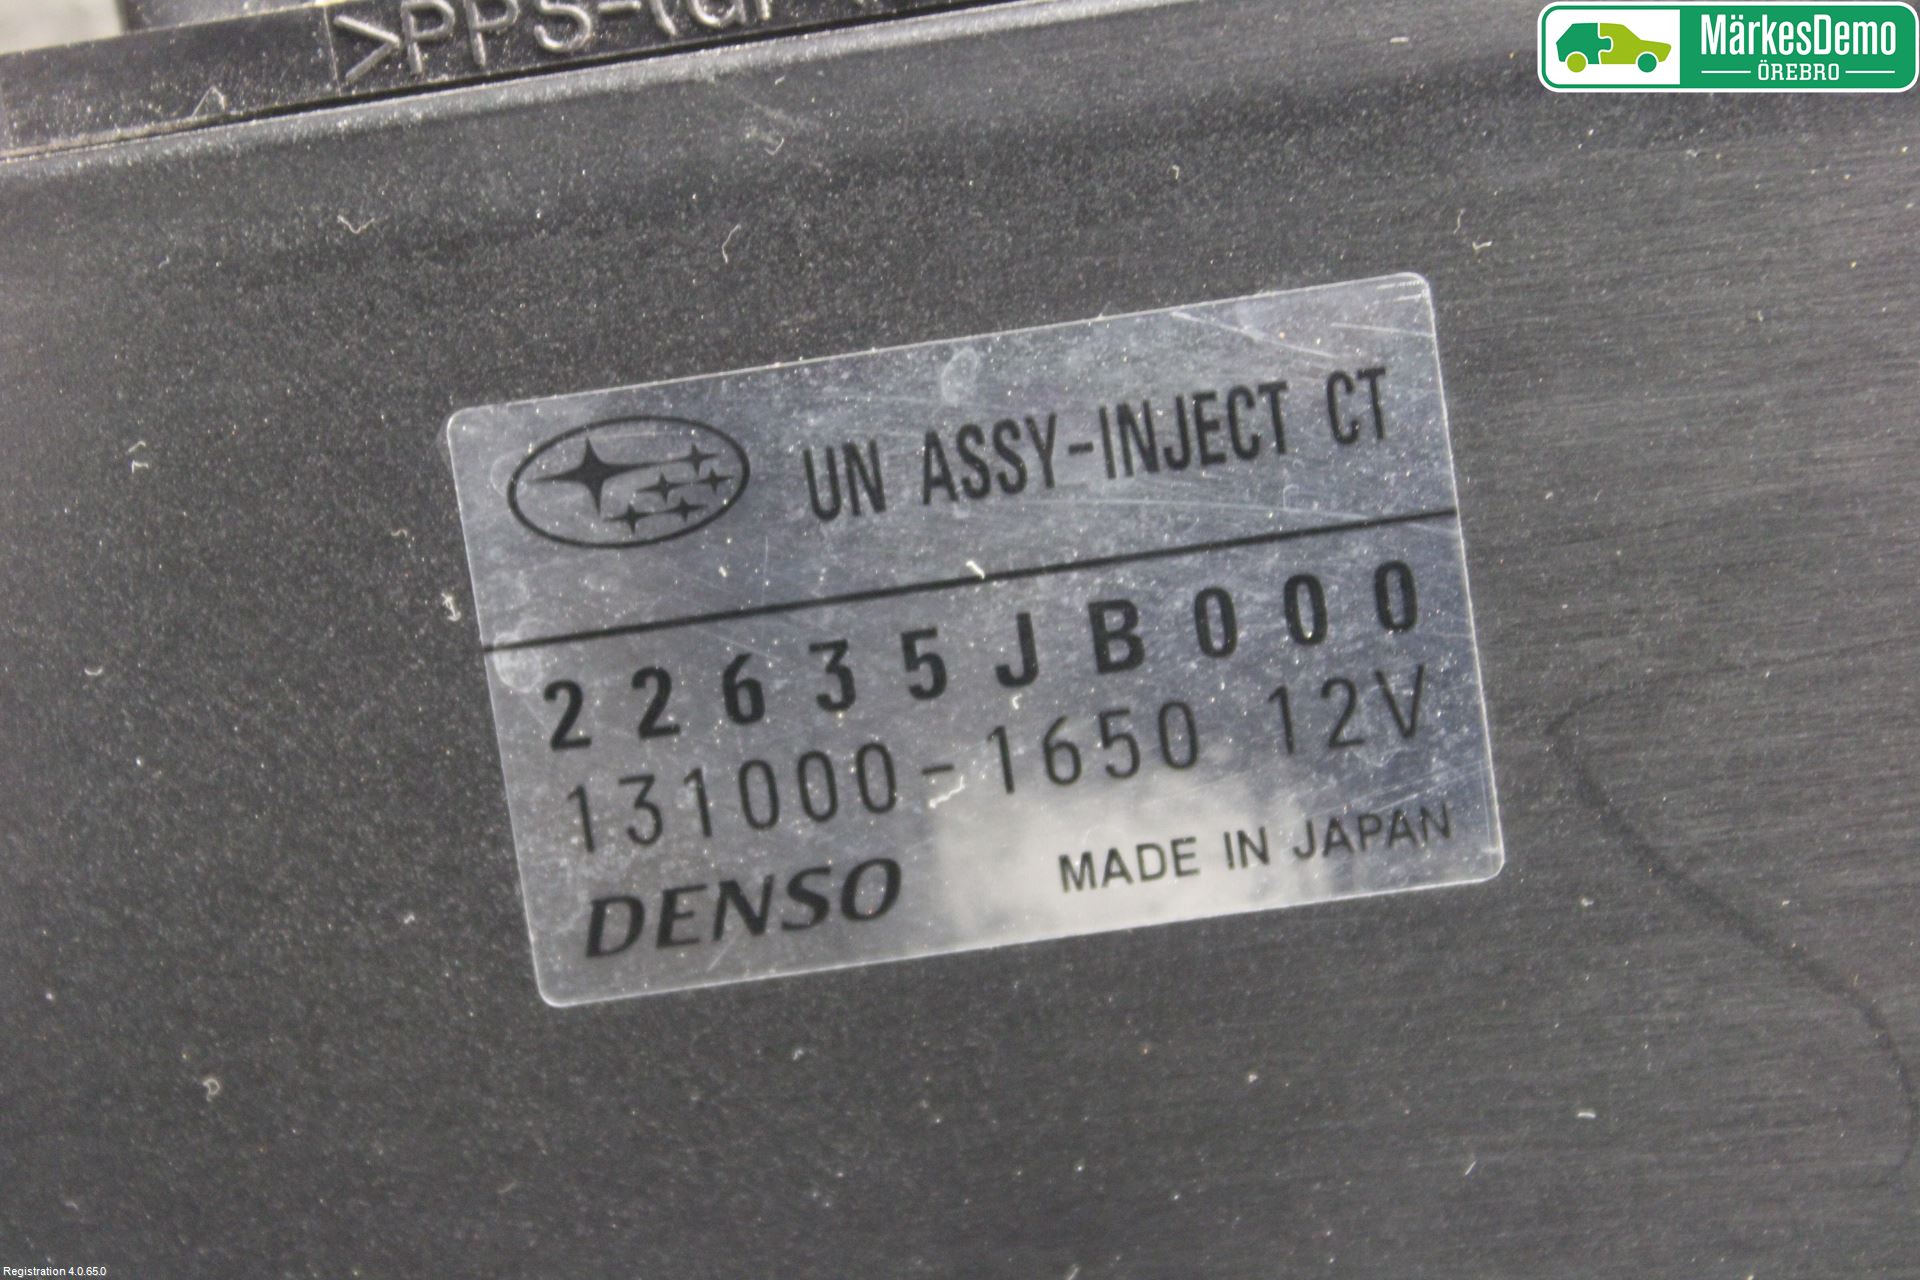 MärkesDemo
ÖREBRO
UN ASSY-INJECT CT
22635JB000
131000-1650 12V
DENSO
MADE IN JAPAN
Registration 4.0.65.0